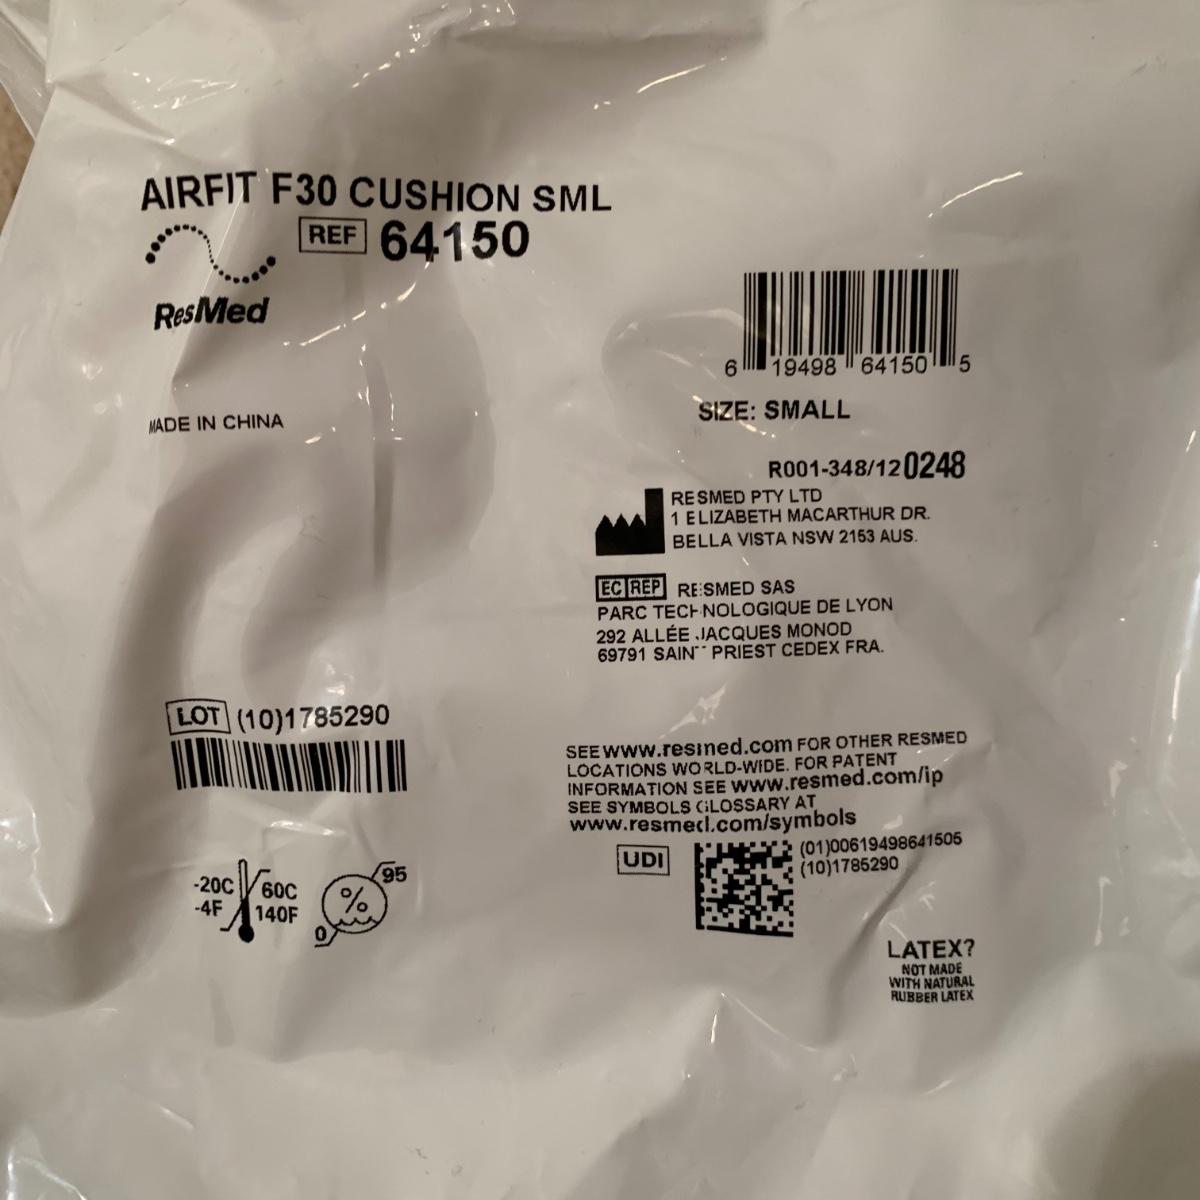 AIRFIT F30 CUSHION SML
REF 64150
ResMed
6 19498 64150 5
SIZE: SMALL
MADE IN CHINA
R001-348/12 0248
RESMED PTY LTD
1 ELIZABETH MACARTHUR DR.
BELLA VISTA NSW 2153 AUS.
EC REP RESMED SAS
PARC TECHNOLOGIQUE DE LYON
292 ALLÉE JACQUES MONOD
69791 SAINT PRIEST CEDEX FRA.
LOT (10)1785290
SEE www.resmed.com FOR OTHER RESMED
LOCATIONS WORLD-WIDE. FOR PATENT
INFORMATION SEE www.resmed.com/ip
SEE SYMBOLS GLOSSARY AT
www.resmed.com/symbols
UDI (01)00619498641505
(10)1785290
-20C 60C
-4F 140F
% 95
0
LATEX?
NOT MADE
WITH NATURAL
RUBBER LATEX